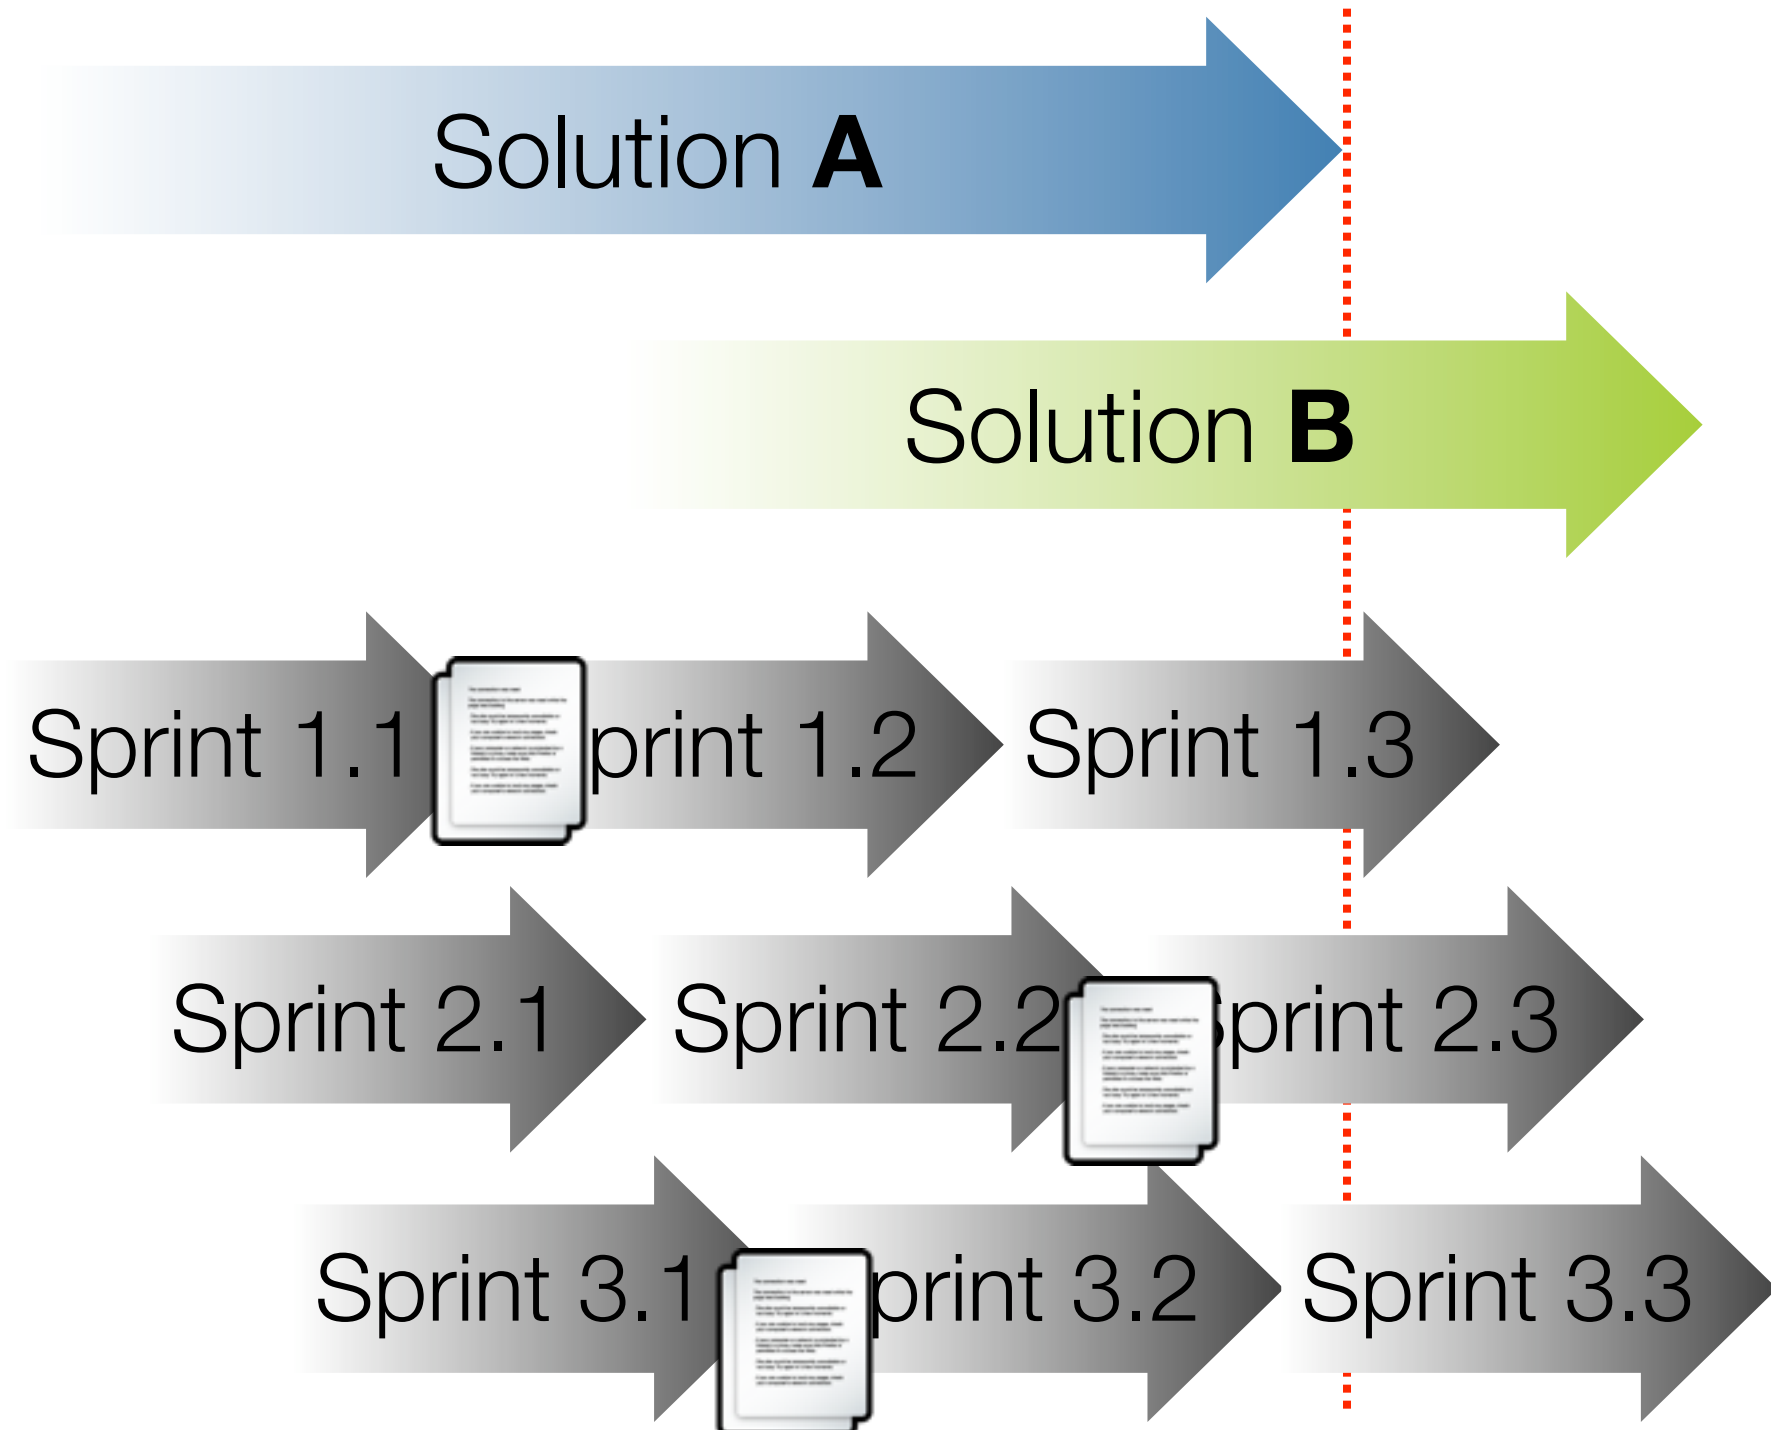 Solution A
Solution B
Sprint 1.1
print 1.2
Sprint 1.3
Sprint 2.1
Sprint 2.2
Sprint 2.3
Sprint 3.1
print 3.2
Sprint 3.3